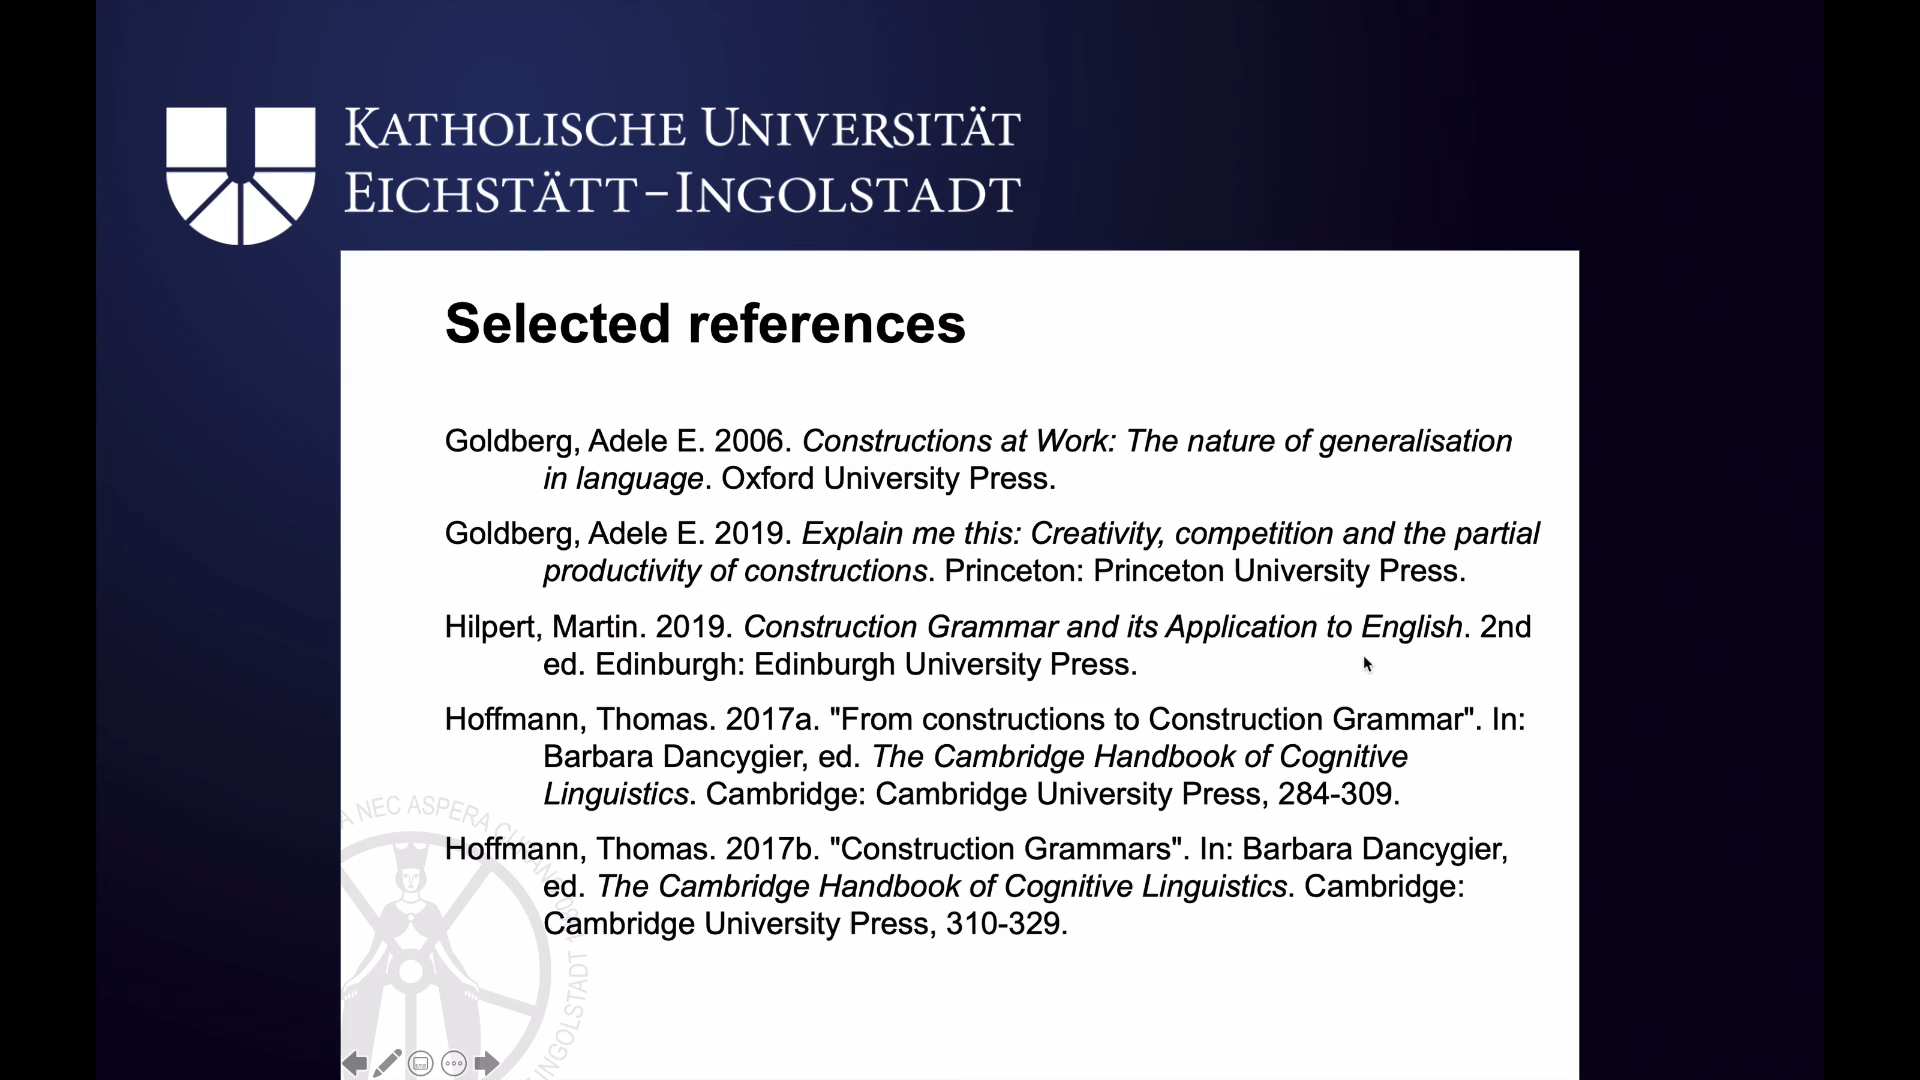 KATHOLISCHE UNIVERSITÄT
EICHSTÄTT–INGOLSTADT
Selected references
Goldberg, Adele E. 2006. Constructions at Work: The nature of generalisation
in language. Oxford University Press.
Goldberg, Adele E. 2019. Explain me this: Creativity, competition and the partial
productivity of constructions. Princeton: Princeton University Press.
Hilpert, Martin. 2019. Construction Grammar and its Application to English. 2nd
ed. Edinburgh: Edinburgh University Press.
Hoffmann, Thomas. 2017a. "From constructions to Construction Grammar". In:
Barbara Dancygier, ed. The Cambridge Handbook of Cognitive
Linguistics. Cambridge: Cambridge University Press, 284-309.
Hoffmann, Thomas. 2017b. "Construction Grammars". In: Barbara Dancygier,
ed. The Cambridge Handbook of Cognitive Linguistics. Cambridge:
Cambridge University Press, 310-329.
NEC ASPERA
INGOLSTADT